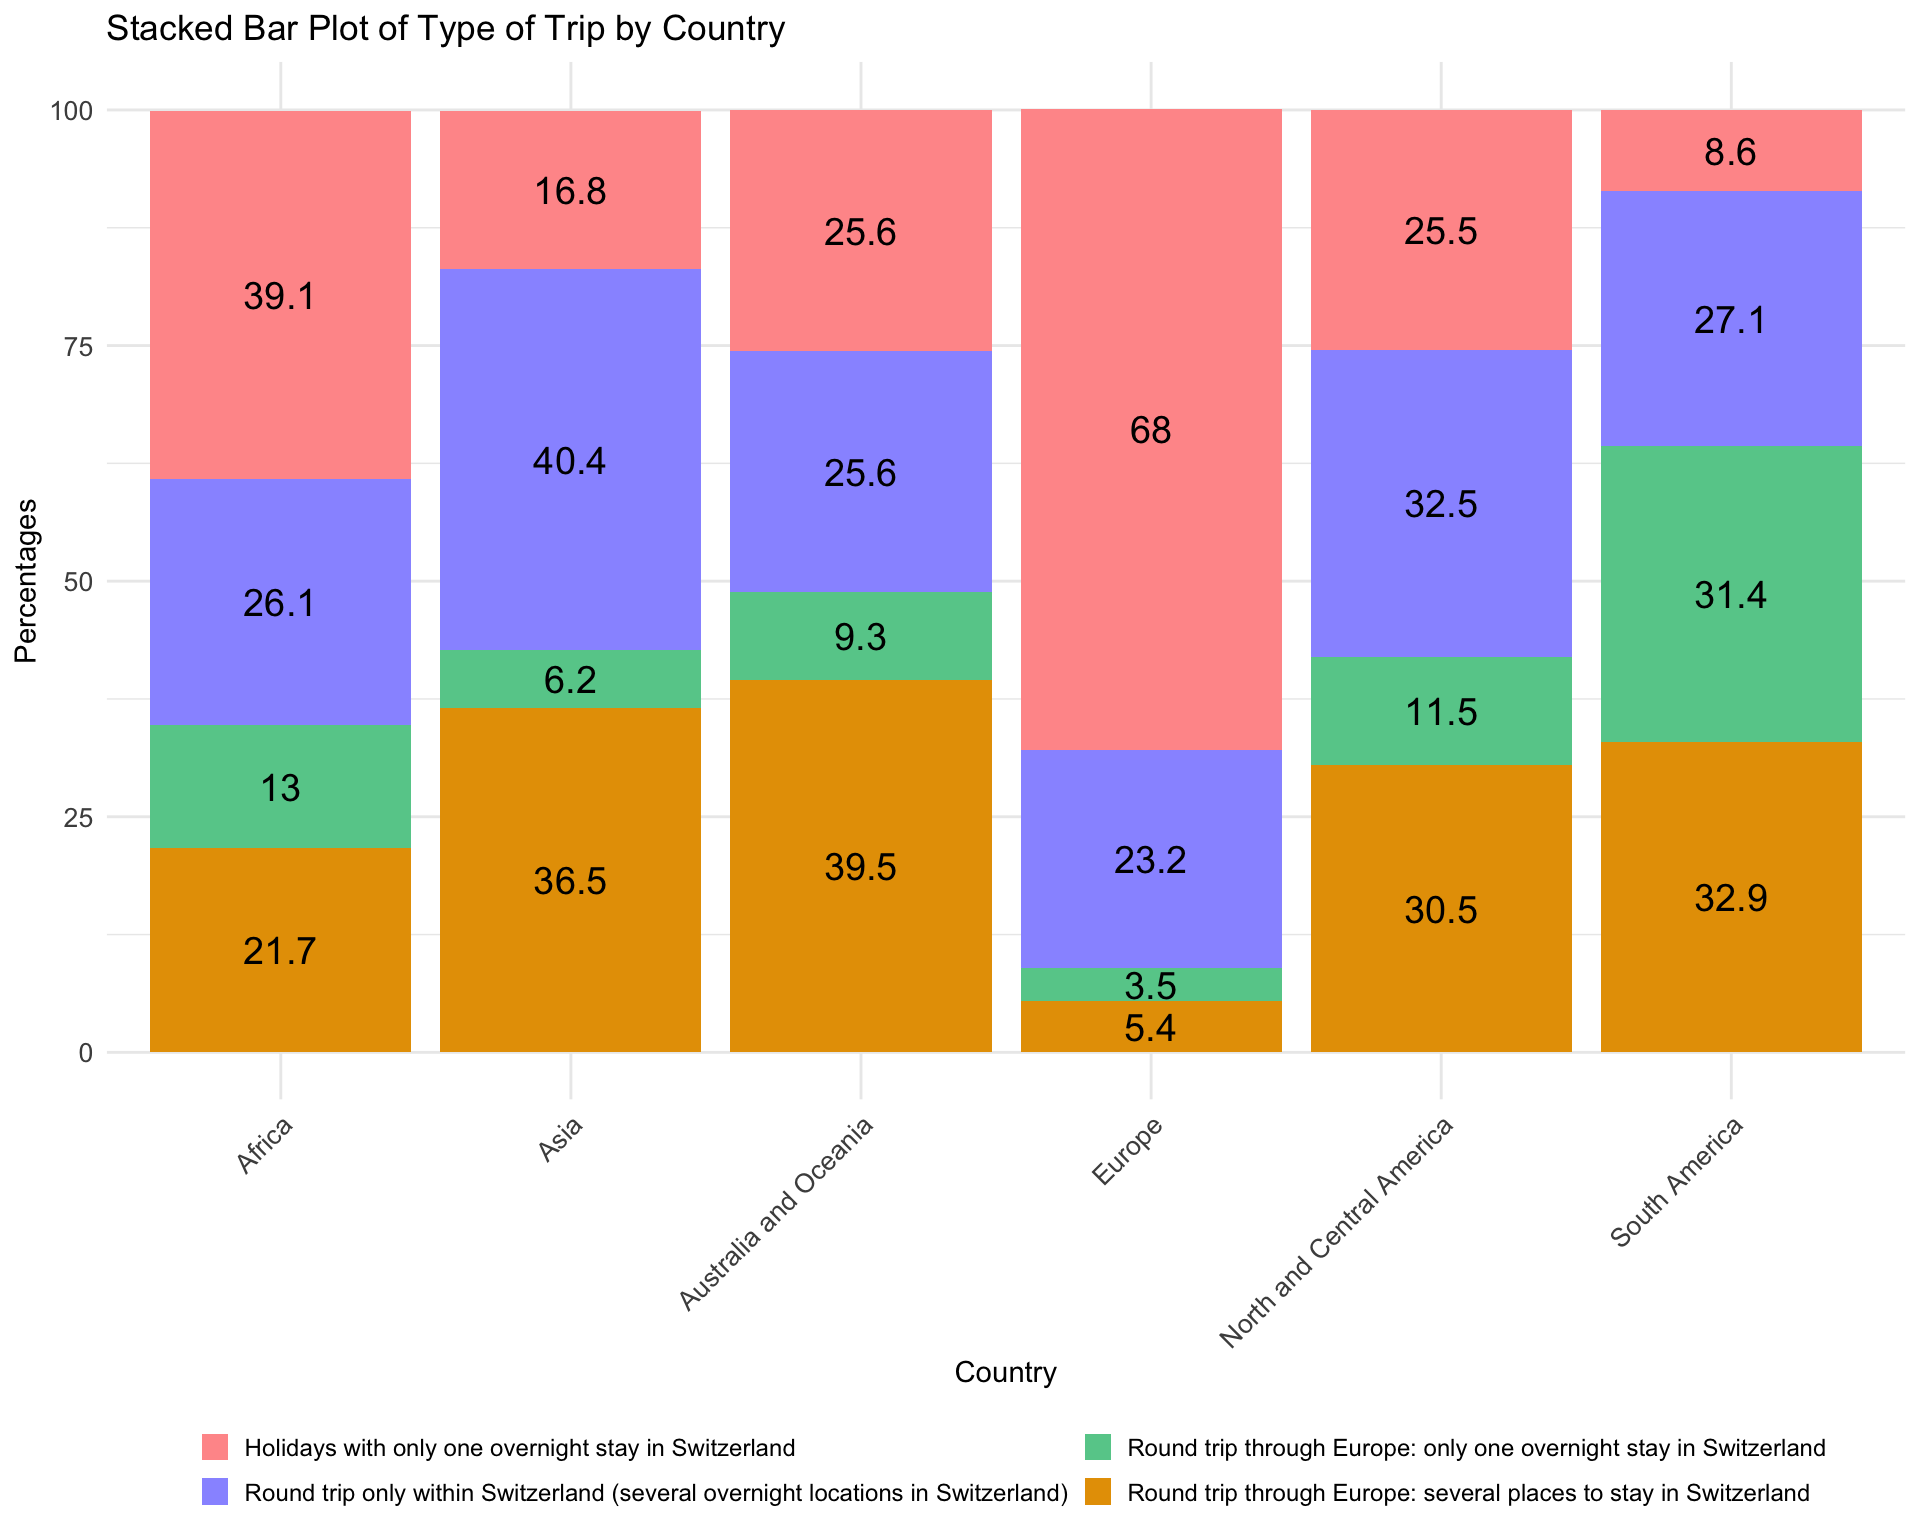 Stacked Bar Plot of Type of Trip by Country
Percentages
100
75
50
25
0
39.1
26.1
13
21.7
16.8
40.4
6.2
36.5
25.6
25.6
9.3
39.5
68
23.2
3.5
5.4
25.5
32.5
11.5
30.5
8.6
27.1
31.4
32.9
Africa
Asia
Australia and Oceania
Europe
North and Central America
South America
Country
Holidays with only one overnight stay in Switzerland
Round trip only within Switzerland (several overnight locations in Switzerland)
Round trip through Europe: only one overnight stay in Switzerland
Round trip through Europe: several places to stay in Switzerland